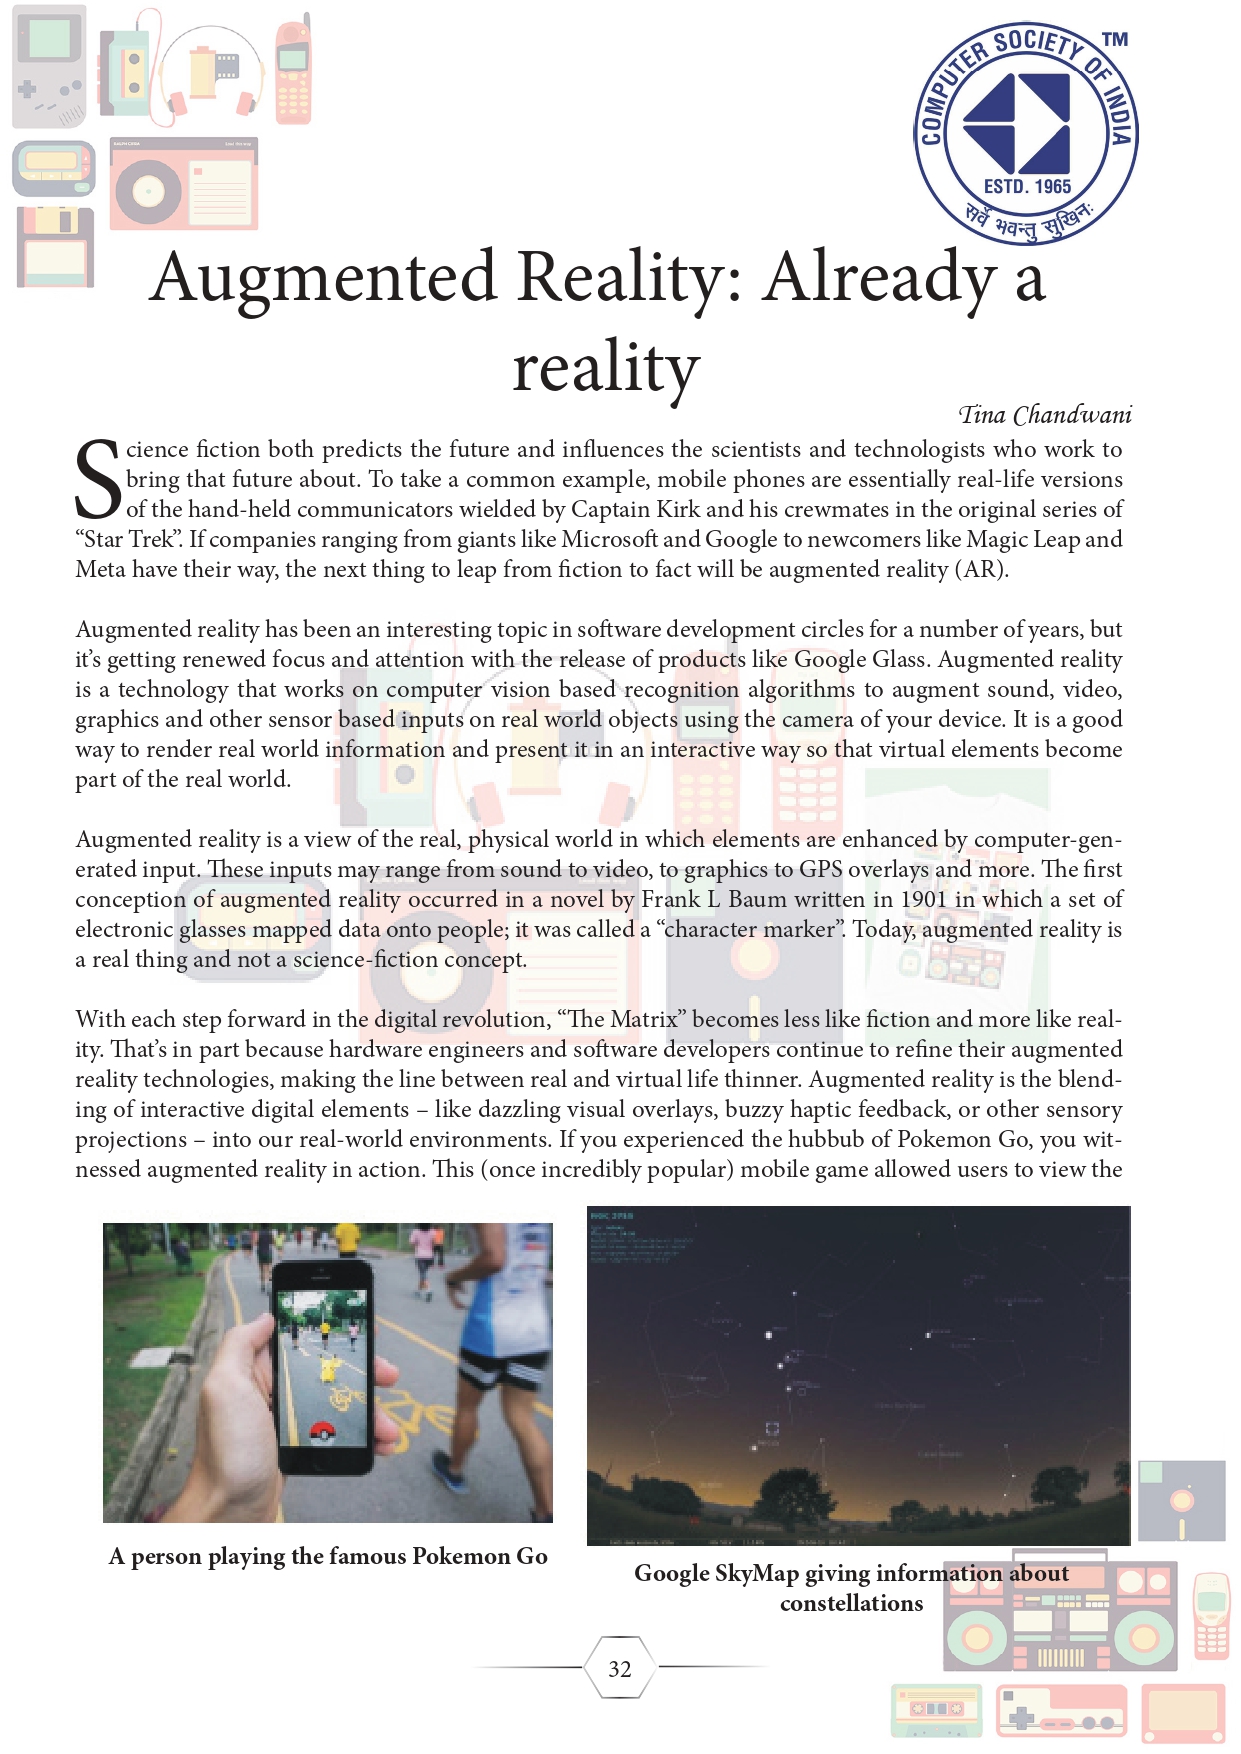 COMPUTER SOCIETY OF INDIA
TM
ESTD. 1965
सर्वे भवन्तु सुखिनः
Augmented Reality: Already a
reality
Tina Chandwani
Science fiction both predicts the future and influences the scientists and technologists who work to
bring that future about. To take a common example, mobile phones are essentially real-life versions
of the hand-held communicators wielded by Captain Kirk and his crewmates in the original series of
“Star Trek”. If companies ranging from giants like Microsoft and Google to newcomers like Magic Leap and
Meta have their way, the next thing to leap from fiction to fact will be augmented reality (AR).
Augmented reality has been an interesting topic in software development circles for a number of years, but
it’s getting renewed focus and attention with the release of products like Google Glass. Augmented reality
is a technology that works on computer vision based recognition algorithms to augment sound, video,
graphics and other sensor based inputs on real world objects using the camera of your device. It is a good
way to render real world information and present it in an interactive way so that virtual elements become
part of the real world.
Augmented reality is a view of the real, physical world in which elements are enhanced by computer-gen-
erated input. These inputs may range from sound to video, to graphics to GPS overlays and more. The first
conception of augmented reality occurred in a novel by Frank L Baum written in 1901 in which a set of
electronic glasses mapped data onto people; it was called a “character marker”. Today, augmented reality is
a real thing and not a science-fiction concept.
With each step forward in the digital revolution, “The Matrix” becomes less like fiction and more like real-
ity. That’s in part because hardware engineers and software developers continue to refine their augmented
reality technologies, making the line between real and virtual life thinner. Augmented reality is the blend-
ing of interactive digital elements – like dazzling visual overlays, buzzy haptic feedback, or other sensory
projections – into our real-world environments. If you experienced the hubbub of Pokemon Go, you wit-
nessed augmented reality in action. This (once incredibly popular) mobile game allowed users to view the
A person playing the famous Pokemon Go
Google SkyMap giving information about
constellations
32